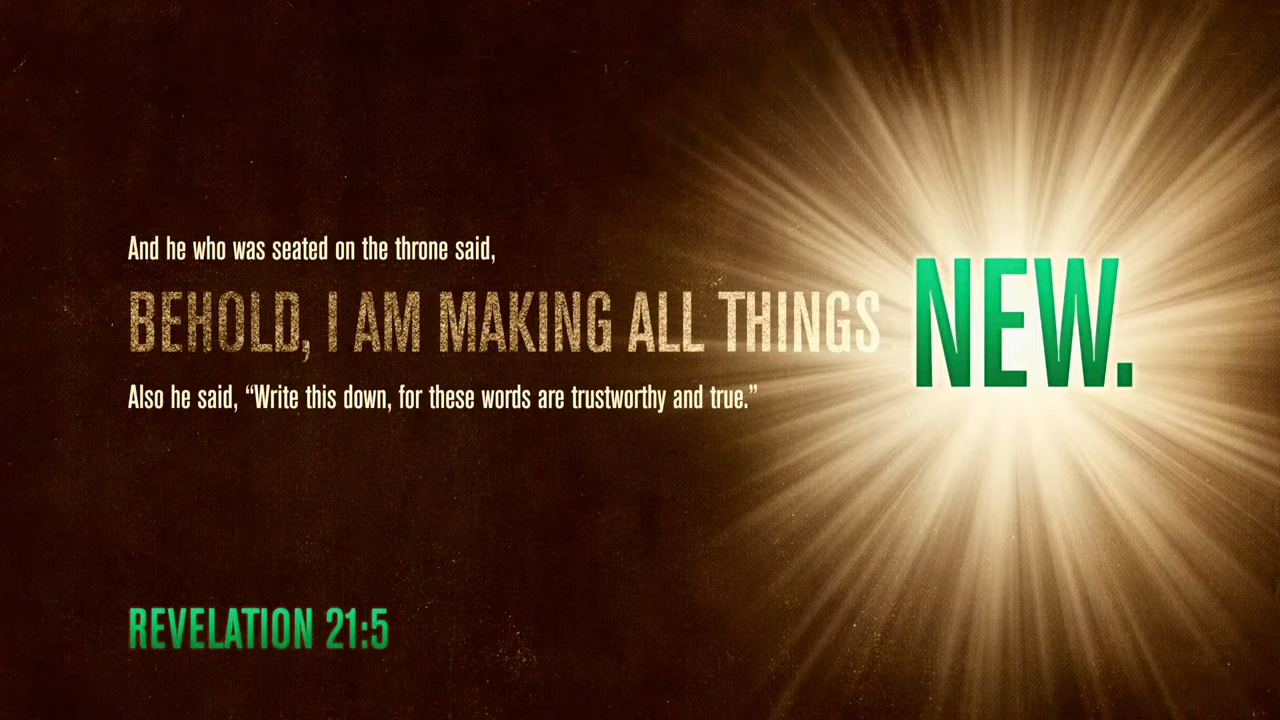 And he who was seated on the throne said,
BEHOLD, I AM MAKING ALL THINGS NEW.
Also he said, “Write this down, for these words are trustworthy and true.”
REVELATION 21:5